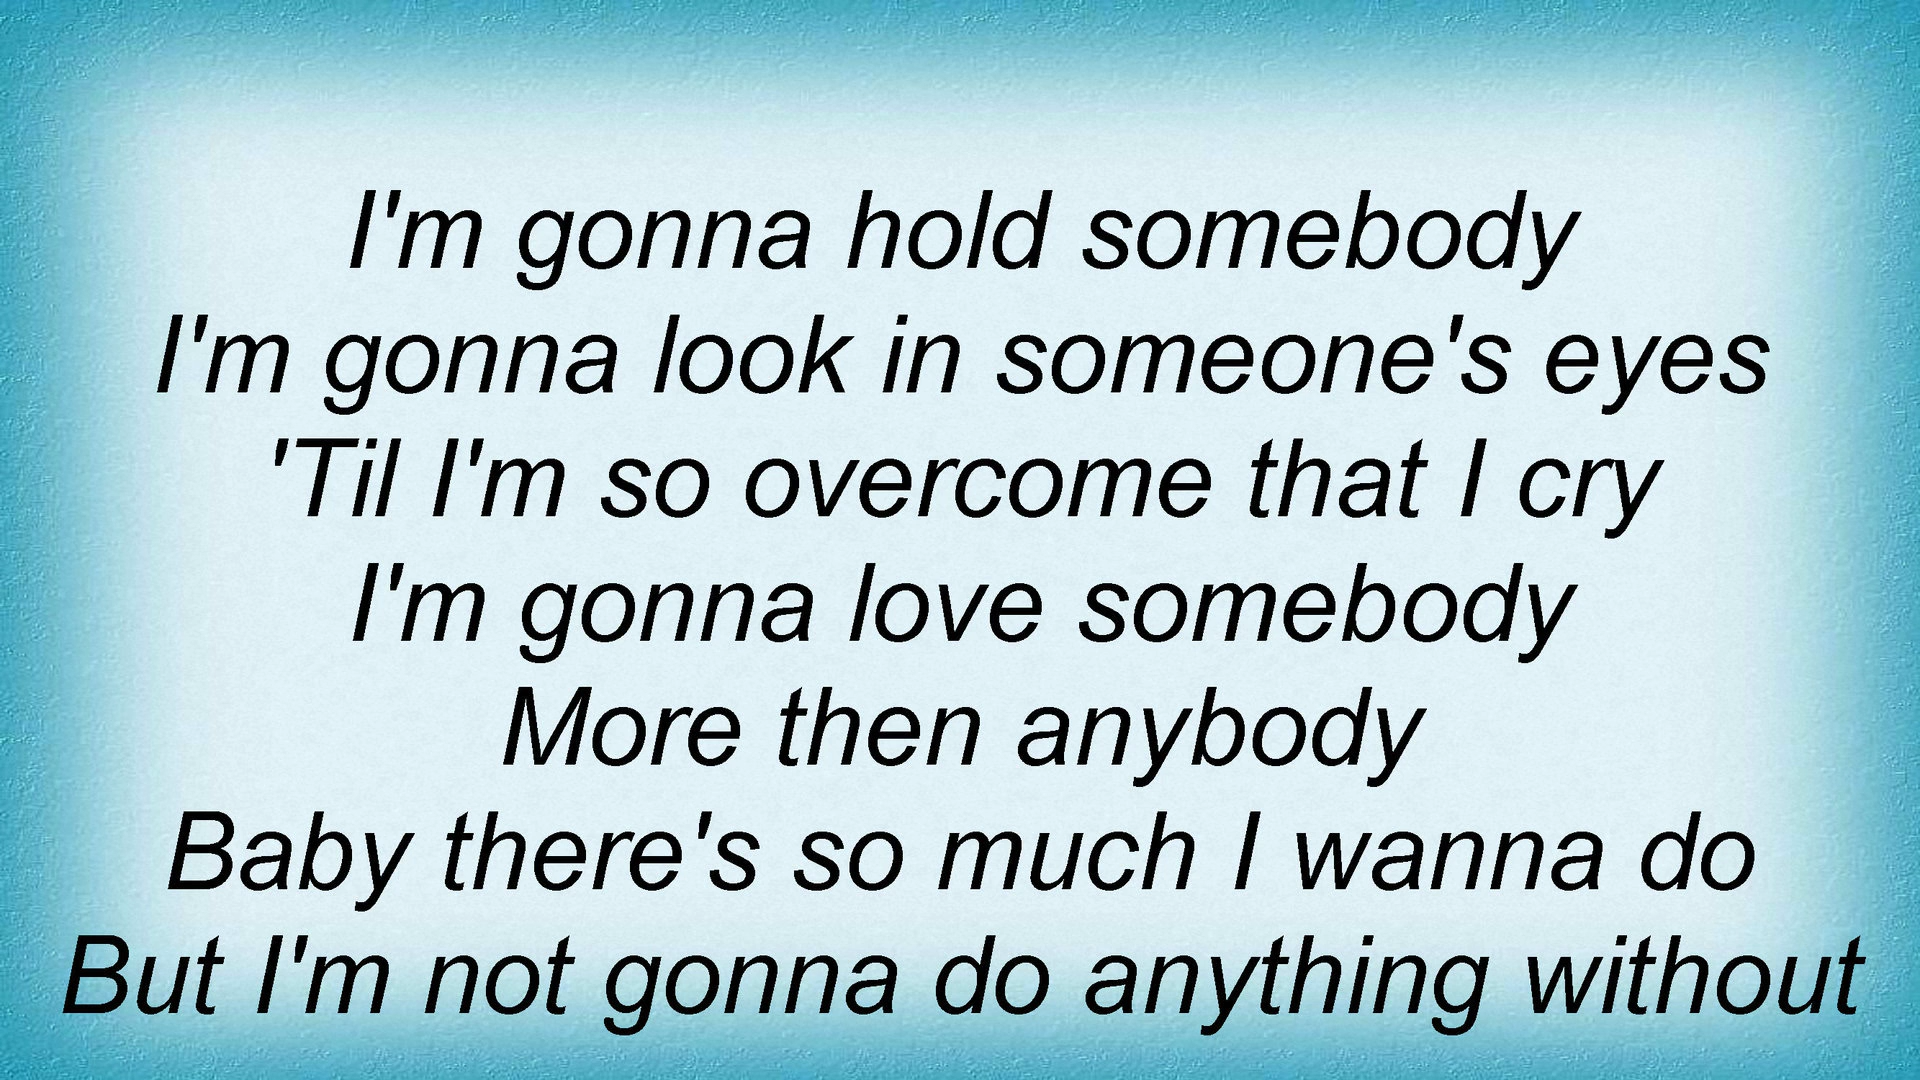 I'm gonna hold somebody
I'm gonna look in someone's eyes
'Til I'm so overcome that I cry
I'm gonna love somebody
More then anybody
Baby there's so much I wanna do
But I'm not gonna do anything without